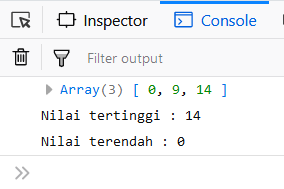 Inspector Console
Filter output
Array(3) [ 0, 9, 14 ]
Nilai tertinggi : 14
Nilai terendah : 0